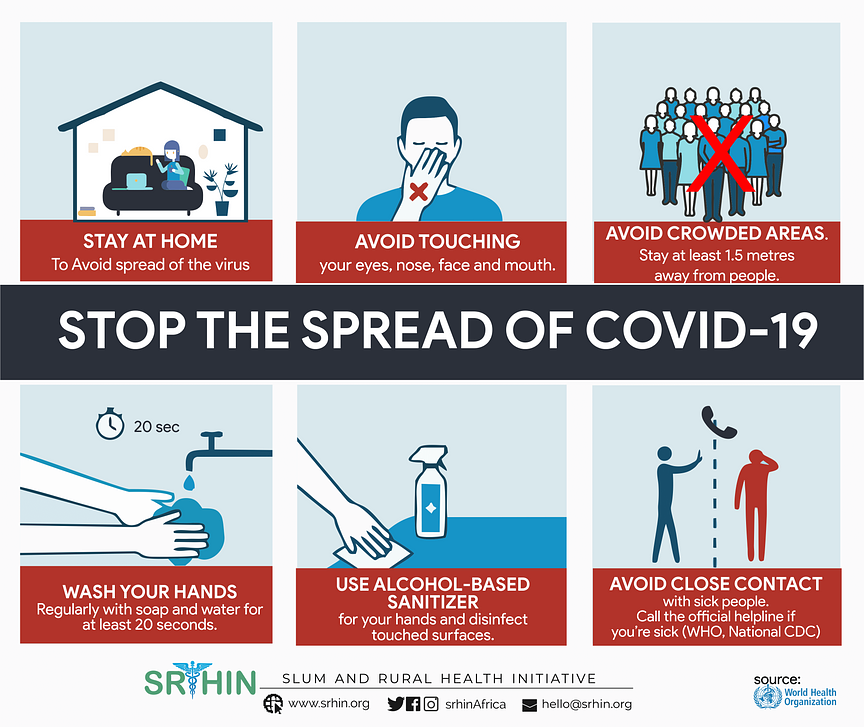 STAY AT HOME
To Avoid spread of the virus
AVOID TOUCHING
your eyes, nose, face and mouth.
AVOID CROWDED AREAS.
Stay at least 1.5 metres
away from people.
STOP THE SPREAD OF COVID-19
20 sec
WASH YOUR HANDS
Regularly with soap and water for
at least 20 seconds.
USE ALCOHOL-BASED
SANITIZER
for your hands and disinfect
touched surfaces.
AVOID CLOSE CONTACT
with sick people.
Call the official helpline if
you're sick (WHO, National CDC)
SRHIN
SLUM AND RURAL HEALTH INITIATIVE
www.srhin.org
srhinAfrica
hello@srhin.org
source:
World Health
Organization